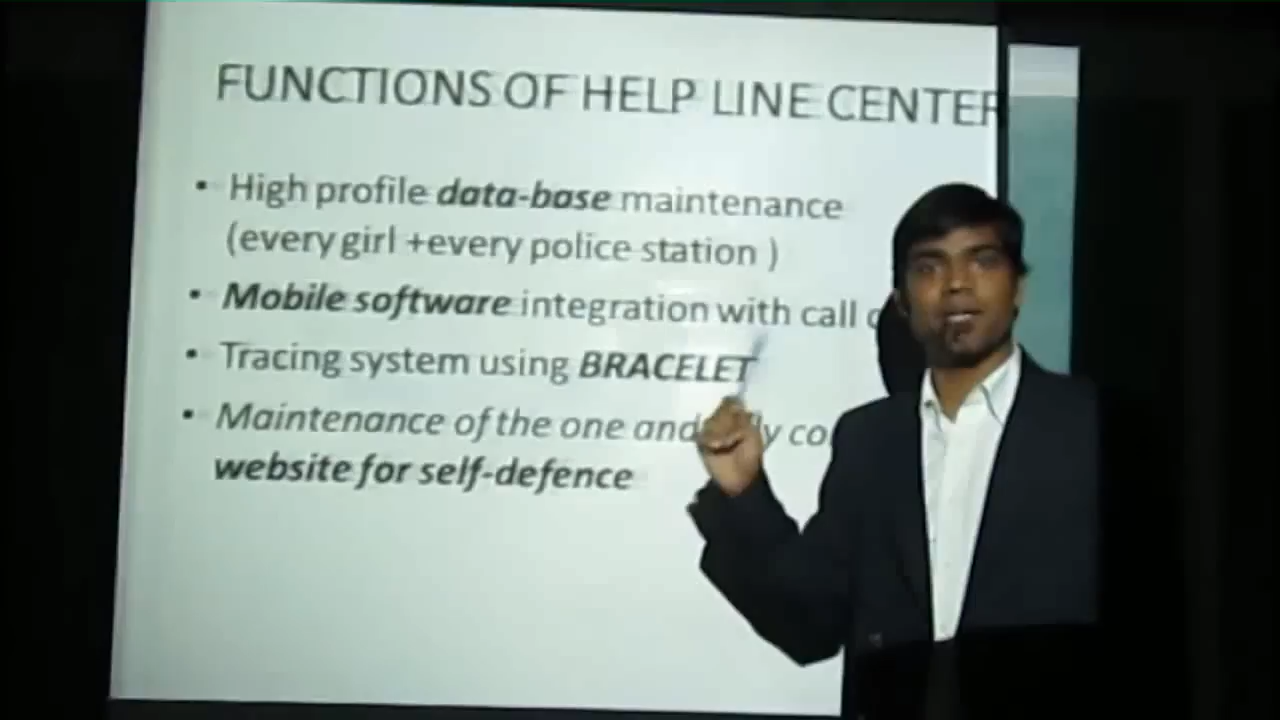 FUNCTIONS OF HELP LINE CENTER
• High profile data-base maintenance
(every girl +every police station )
• Mobile software integration with call
• Tracing system using BRACELET
• Maintenance of the one and
website for self-defence